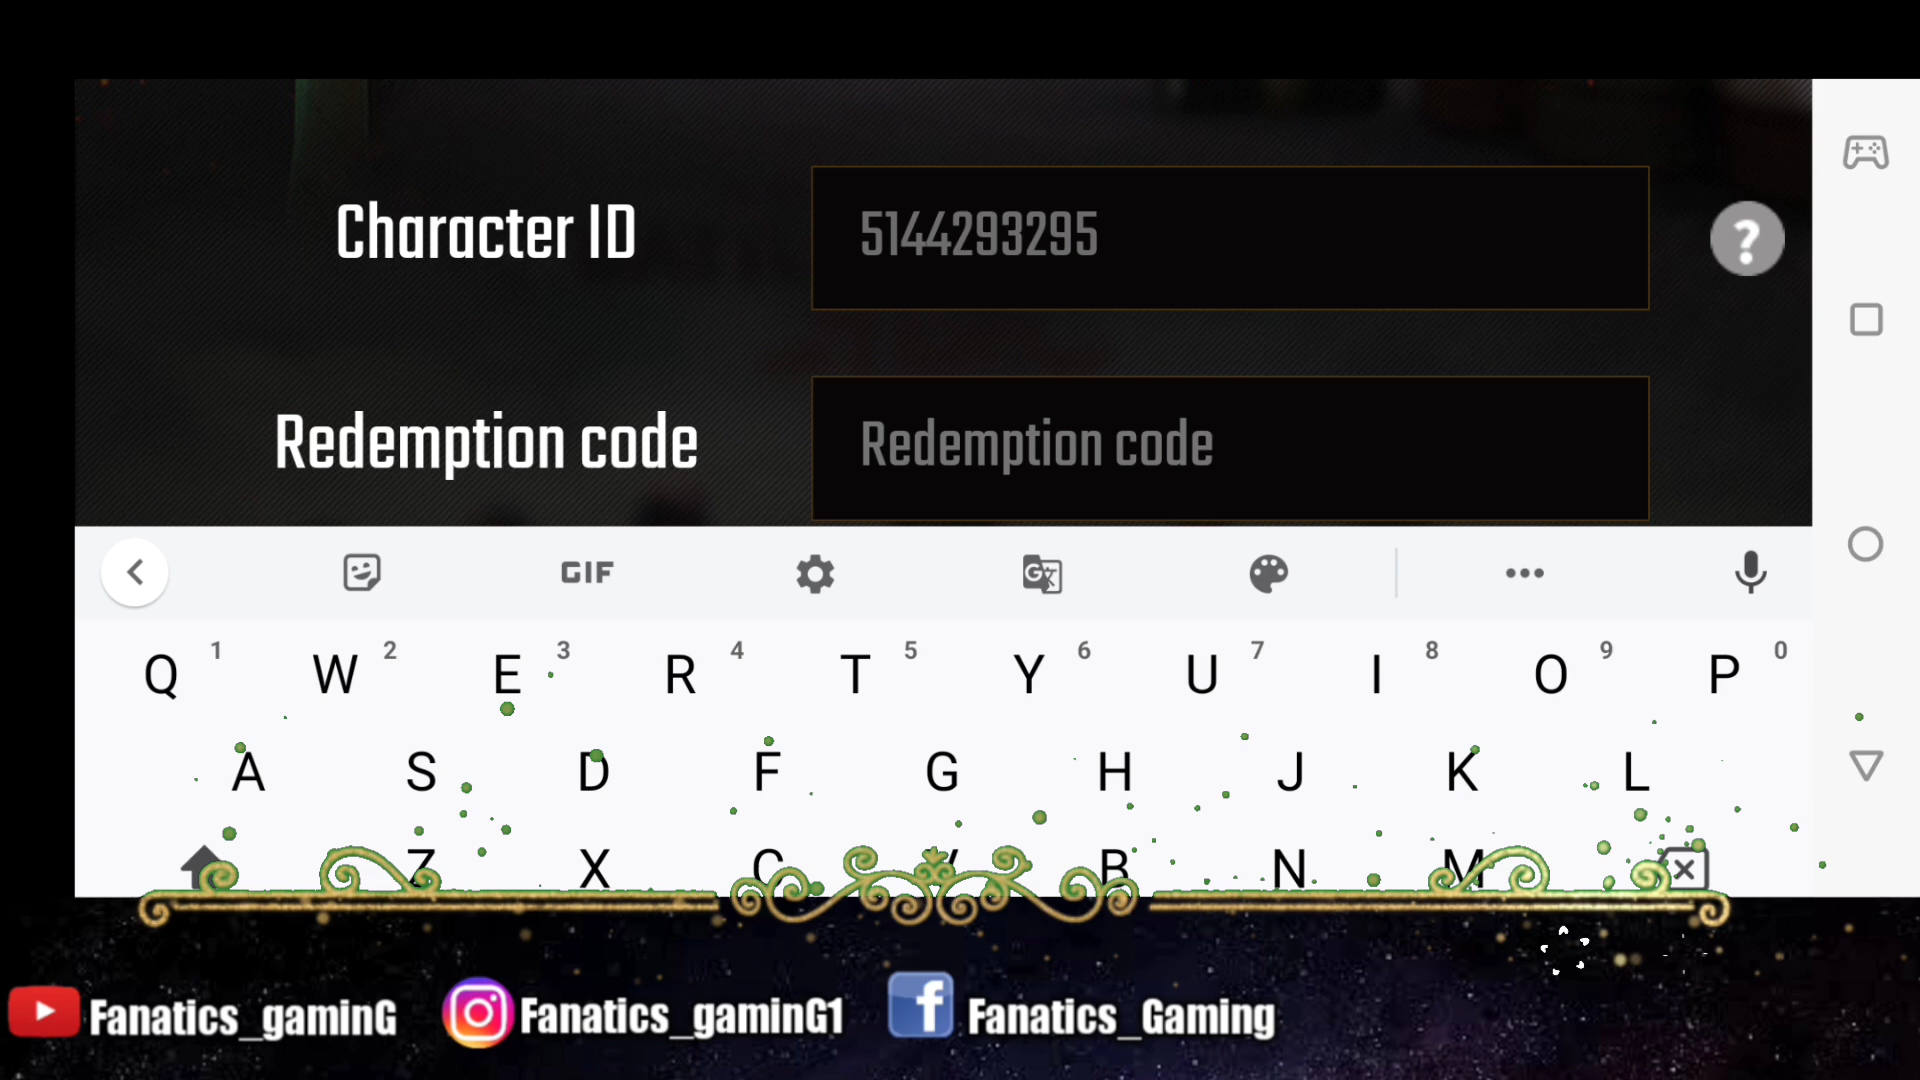 Character ID 5144293295 ?
Redemption code Redemption code
GIF G
Q 1 W 2 E 3 R 4 T 5 Y 6 U 7 I 8 O 9 P 0
A S D F G H J K L
Z X C V B N M
Fanatics_gaminG Fanatics_gaminG1 f Fanatics_Gaming